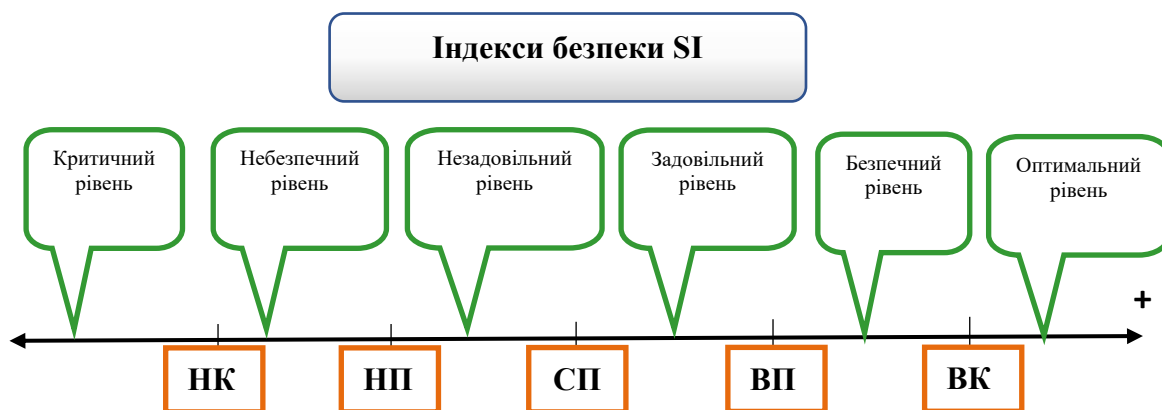 Індекси безпеки SI
Критичний
рівень
Небезпечний
рівень
Незадовільний
рівень
Задовільний
рівень
Безпечний
рівень
Оптимальний
рівень
+
НК
НП
СП
ВП
ВК